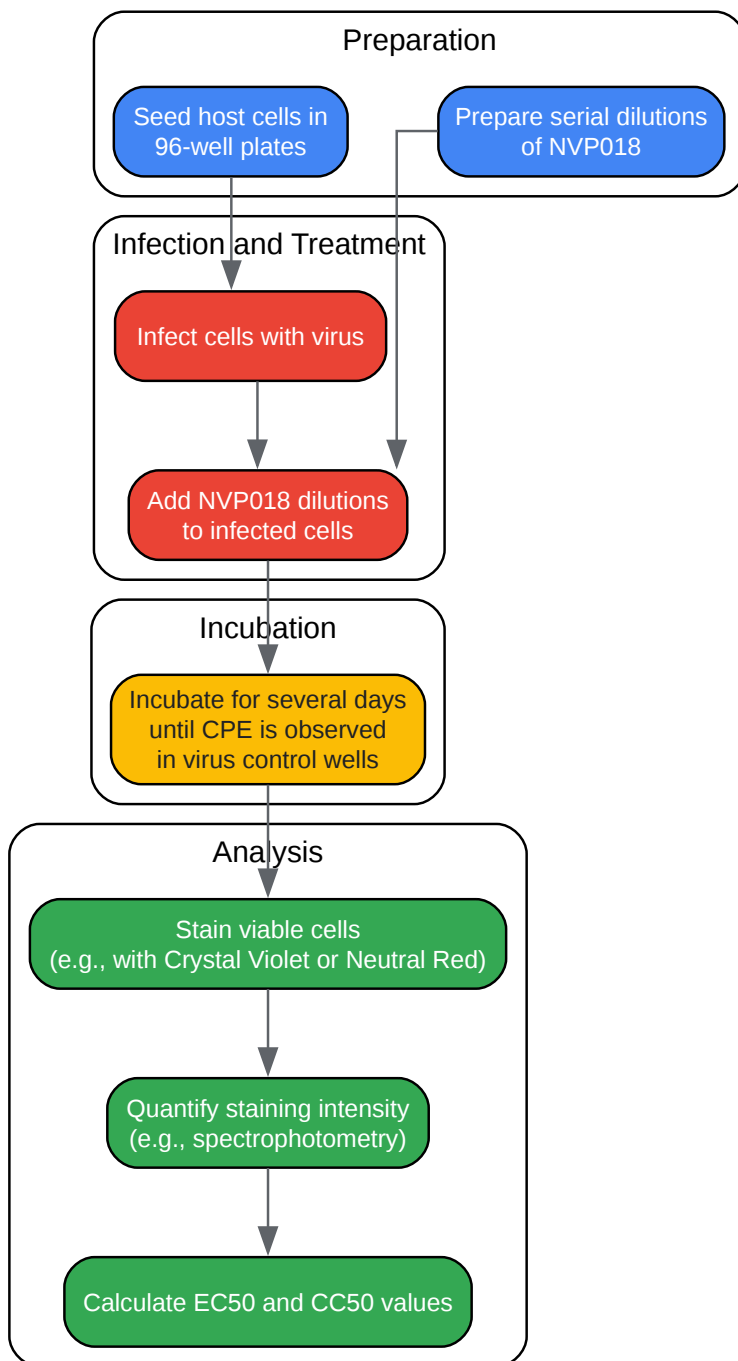 Preparation
Seed host cells in
96-well plates
Prepare serial dilutions
of NVP018
Infection and Treatment
Infect cells with virus
Add NVP018 dilutions
to infected cells
Incubation
Incubate for several days
until CPE is observed
in virus control wells
Analysis
Stain viable cells
(e.g., with Crystal Violet or Neutral Red)
Quantify staining intensity
(e.g., spectrophotometry)
Calculate EC50 and CC50 values